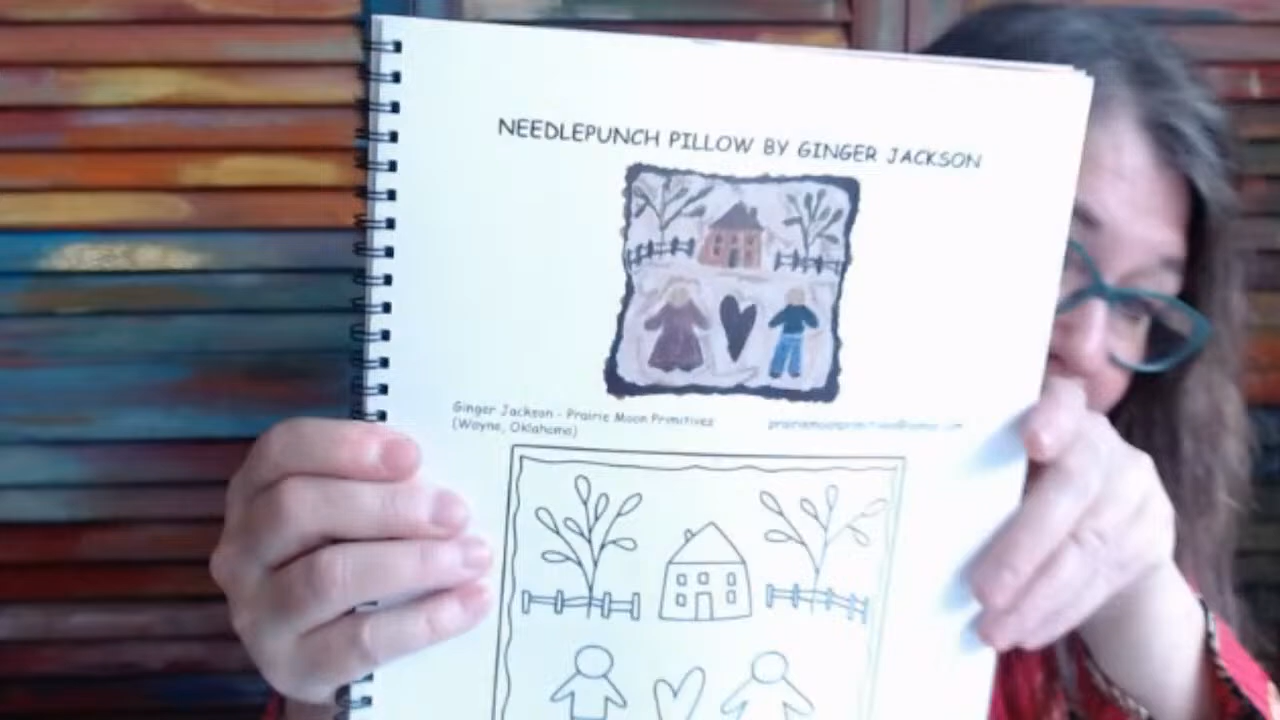 NEEDLEPUNCH PILLOW BY GINGER JACKSON
Ginger Jackson - Prairie Moon Primitives
(Wayne, Oklahoma)